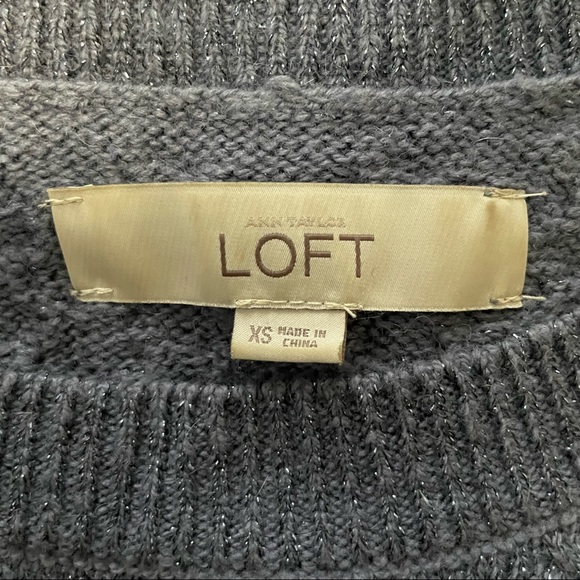 ANN TAYLOR
LOFT
XS MADE IN
CHINA